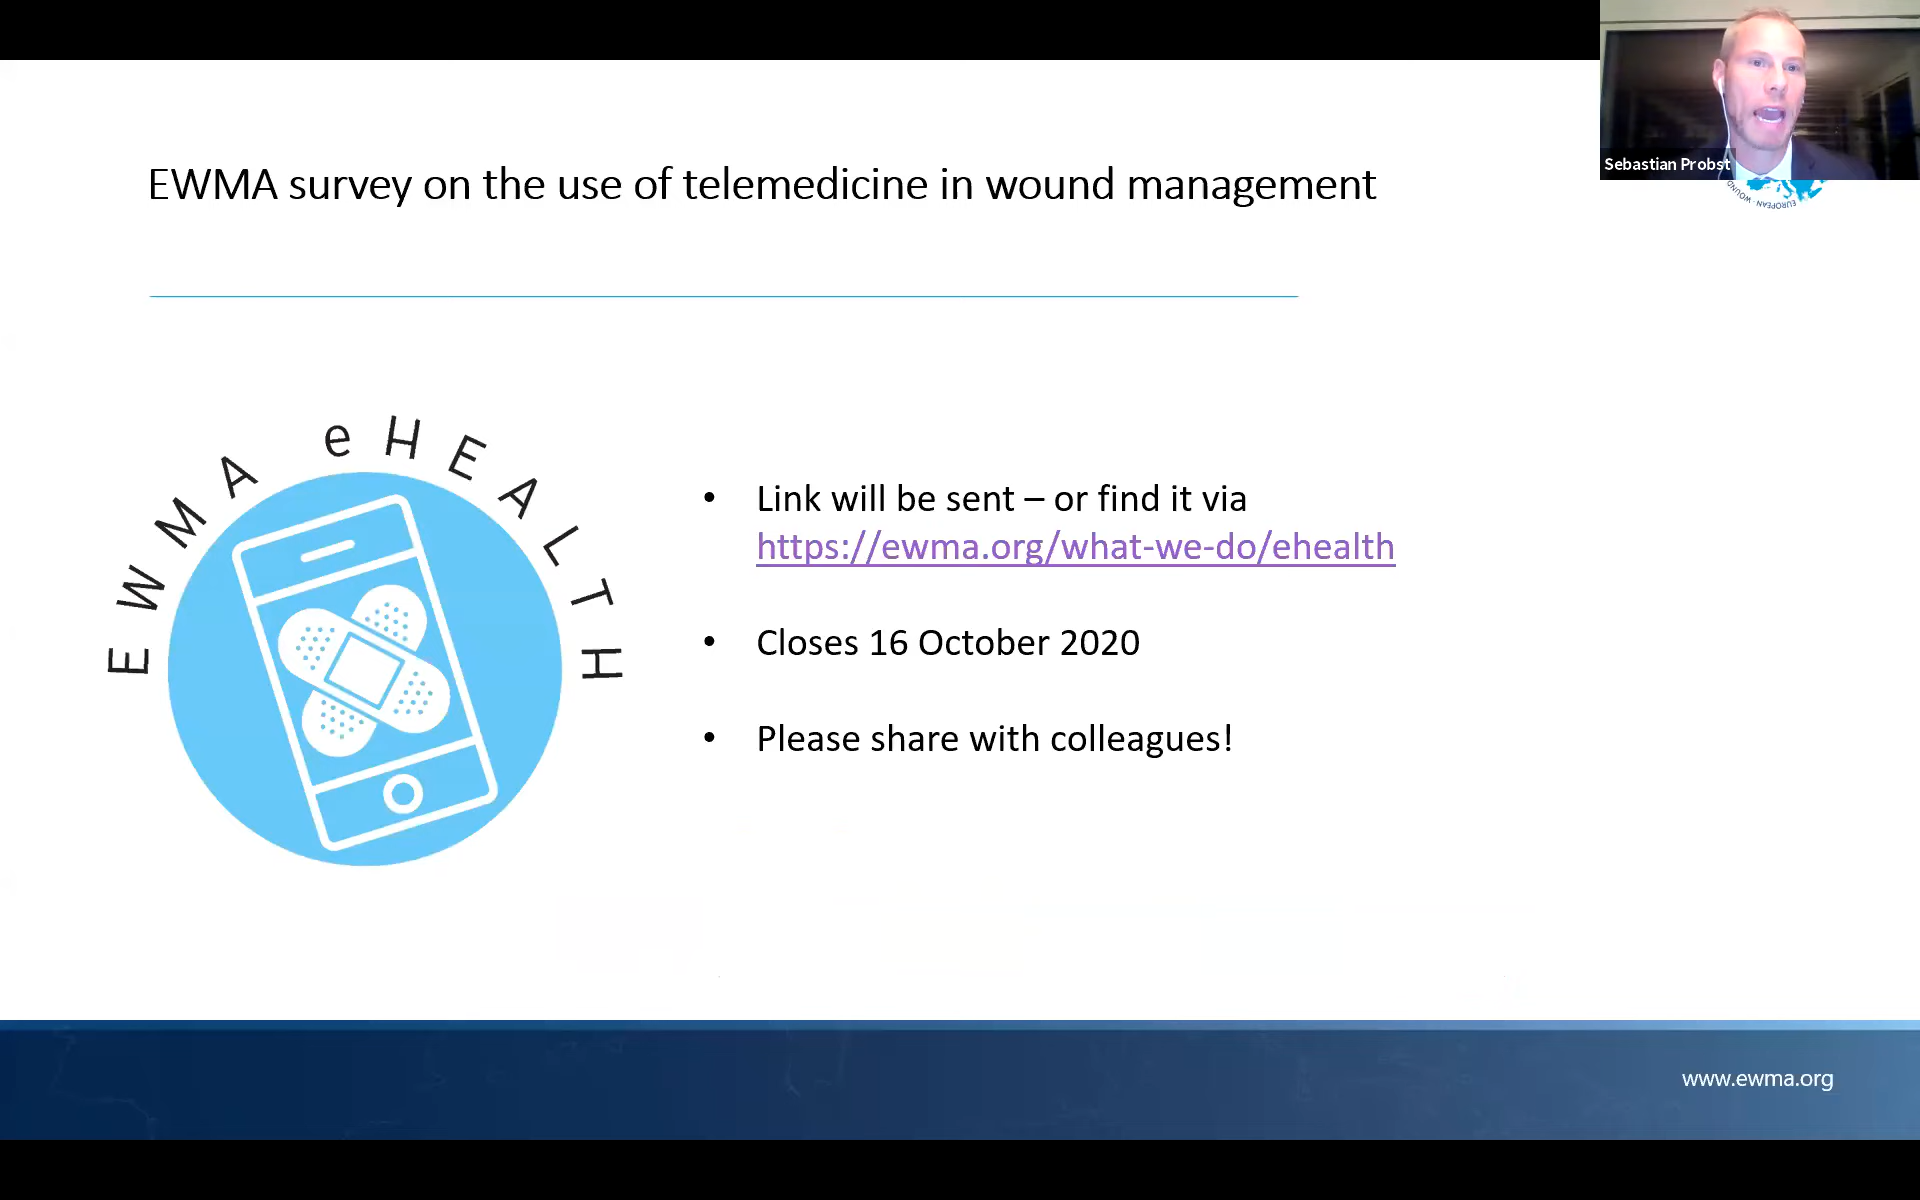 Sebastian Probst
EUROPEAN · WOUND
EWMA survey on the use of telemedicine in wound management
EWMA eHEALTH
• Link will be sent – or find it via
https://ewma.org/what-we-do/ehealth
• Closes 16 October 2020
• Please share with colleagues!
www.ewma.org